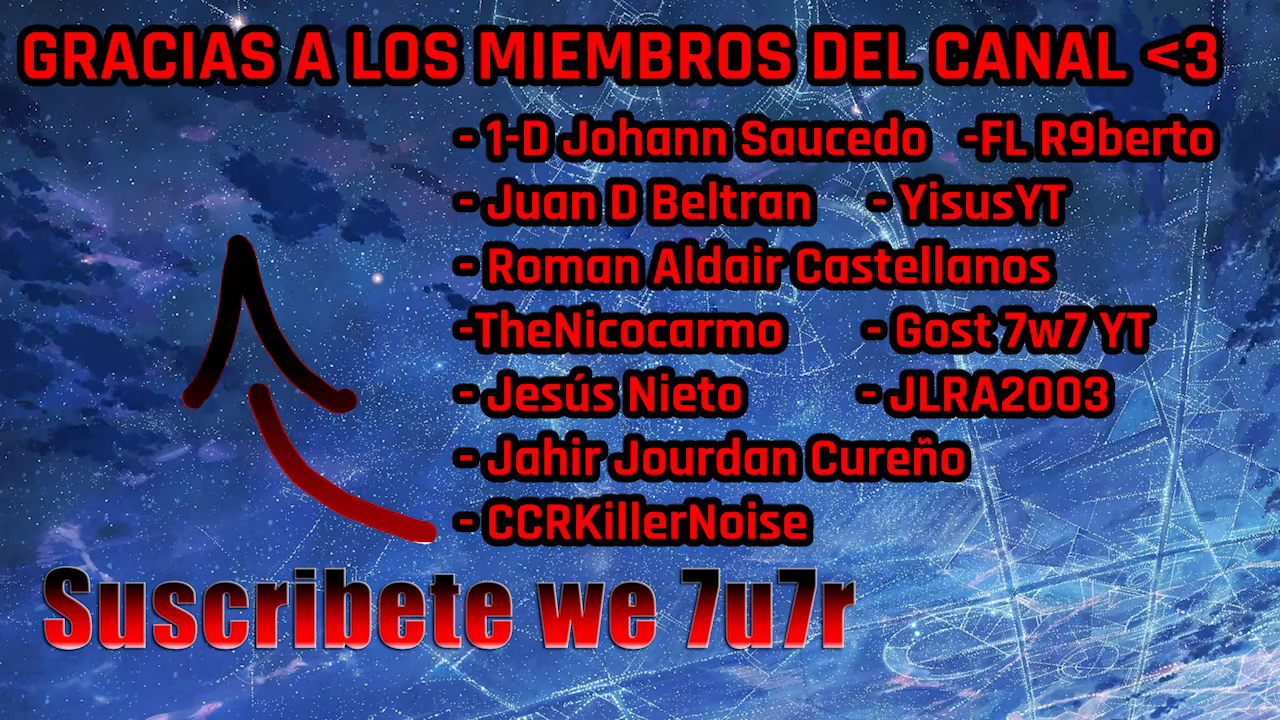 GRACIAS A LOS MIEMBROS DEL CANAL <3
- 1-D Johann Saucedo -FL R9berto
- Juan D Beltran - YisusYT
- Roman Aldair Castellanos
-TheNicocarmo - Gost 7w7 YT
- Jesús Nieto - JLRA2003
- Jahir Jourdan Cureño
- CCRKillerNoise
Suscribete we 7u7r